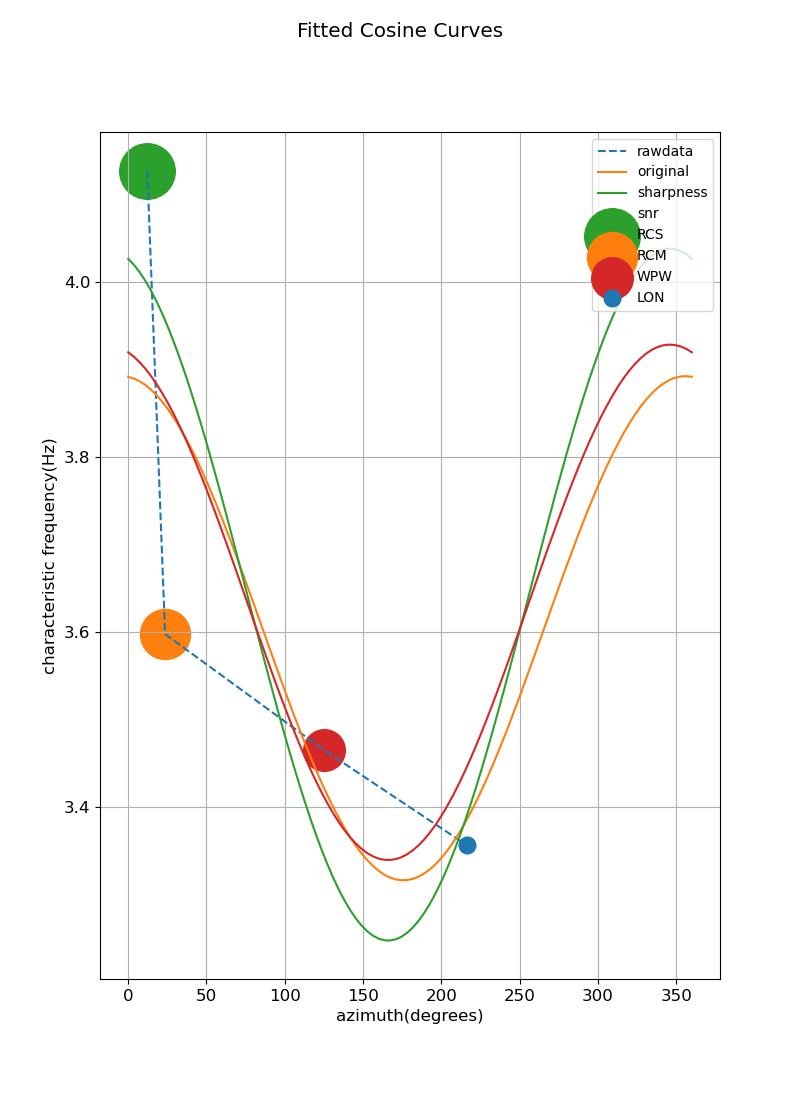 Fitted Cosine Curves
rawdata
original
sharpness
snr
RCS
RCM
WPW
LON
4.0
3.8
3.6
3.4
characteristic frequency(Hz)
0 50 100 150 200 250 300 350
azimuth(degrees)